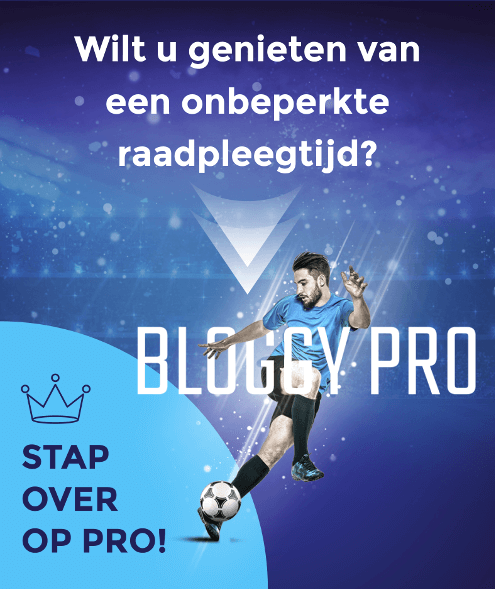 Wilt u genieten van
een onbeperkte
raadpleegtijd?
BLOGGY PRO
STAP
OVER
OP PRO!